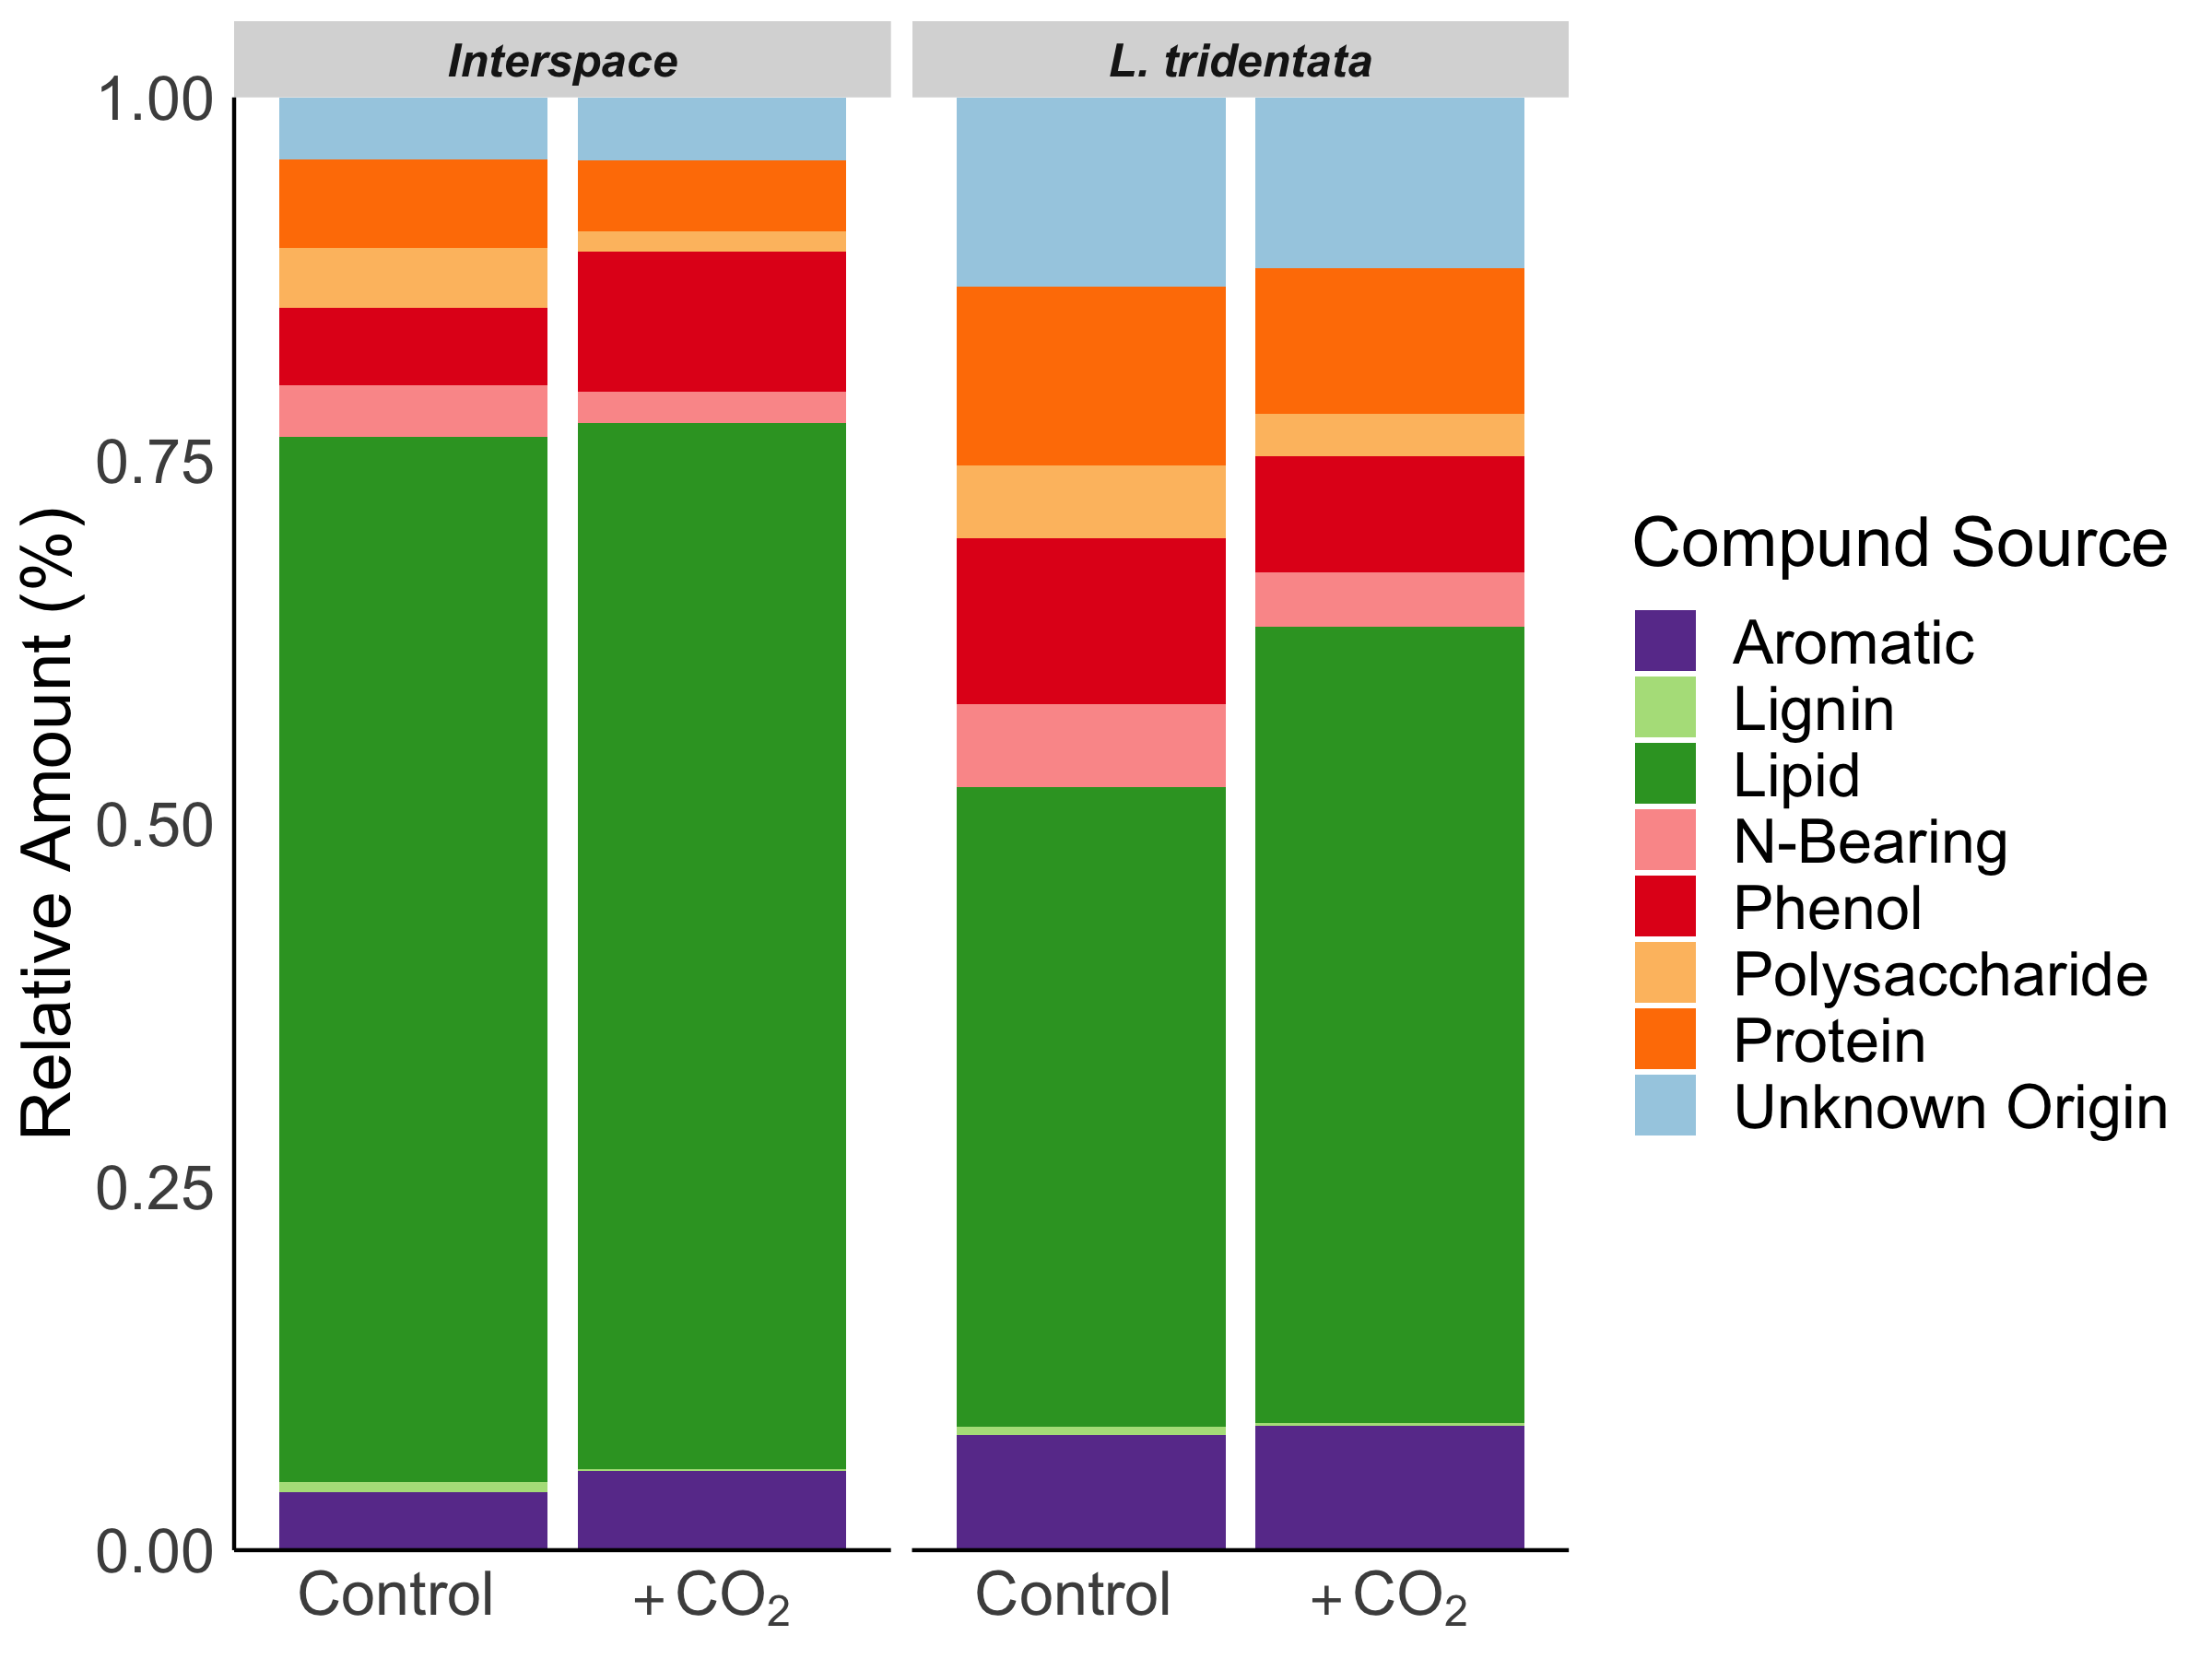 Interspace
L. tridentata
1.00
0.75
0.50
0.25
0.00
Relative Amount (%)
Control
+ CO₂
Control
+ CO₂
Compund Source
Aromatic
Lignin
Lipid
N-Bearing
Phenol
Polysaccharide
Protein
Unknown Origin